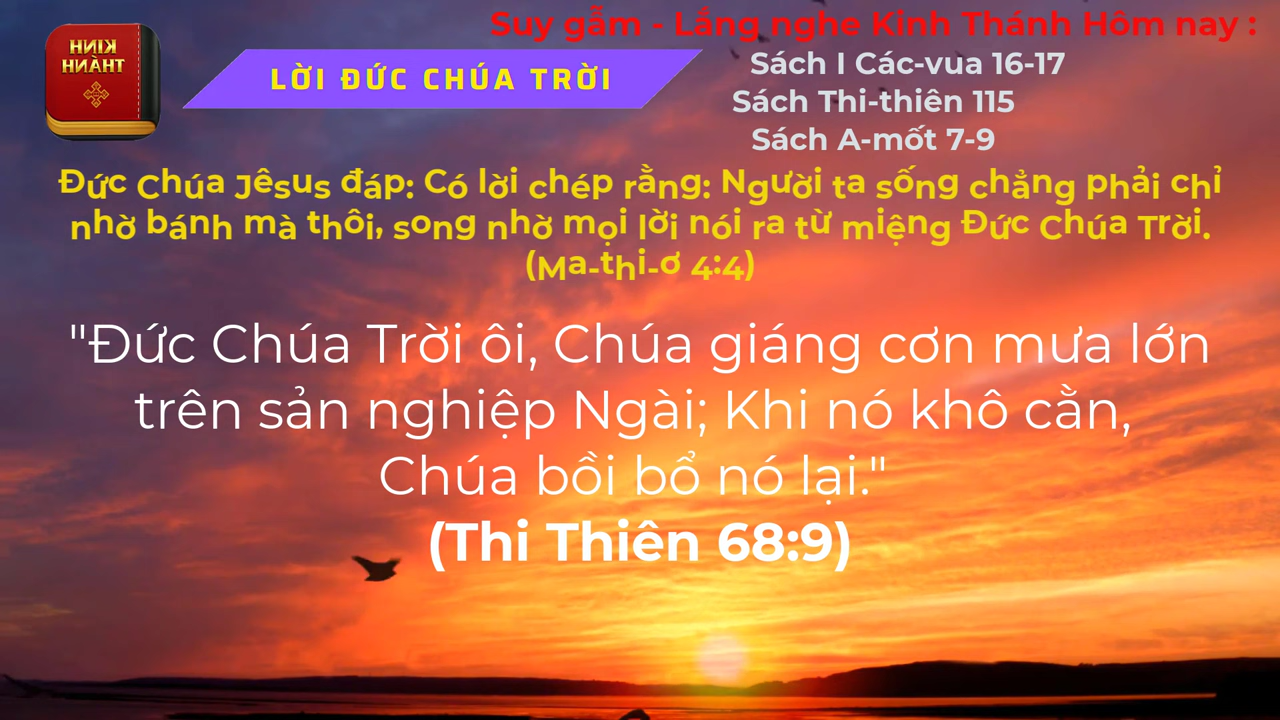 Suy gẫm - Lắng nghe Kinh Thánh Hôm nay :
KINH
THÀNH
LỜI ĐỨC CHÚA TRỜI
Sách I Các-vua 16-17
Sách Thi-thiên 115
Sách A-mốt 7-9
Đức Chúa Jêsus đáp: Có lời chép rằng: Người ta sống chẳng phải chỉ
nhờ bánh mà thôi, song nhờ mọi lời nói ra từ miệng Đức Chúa Trời.
(Ma-thi-ơ 4:4)
"Đức Chúa Trời ôi, Chúa giáng cơn mưa lớn
trên sản nghiệp Ngài; Khi nó khô cằn,
Chúa bồi bổ nó lại."
(Thi Thiên 68:9)